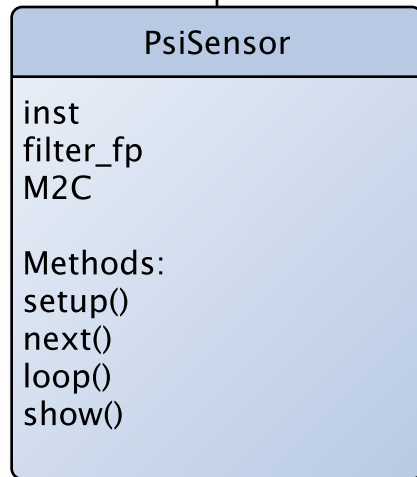 PsiSensor
inst
filter_fp
M2C
Methods:
setup()
next()
loop()
show()